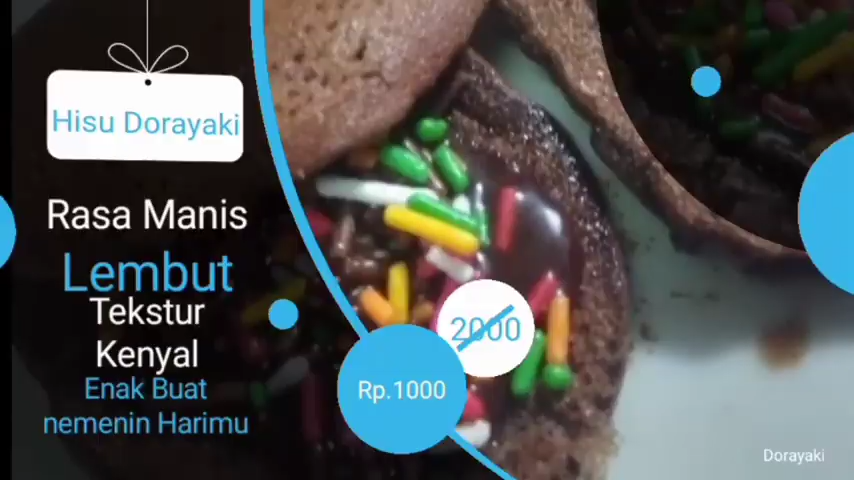 Hisu Dorayaki
Rasa Manis
Lembut
Tekstur
Kenyal
Enak Buat
nemenin Harimu
2000
Rp.1000
Dorayaki